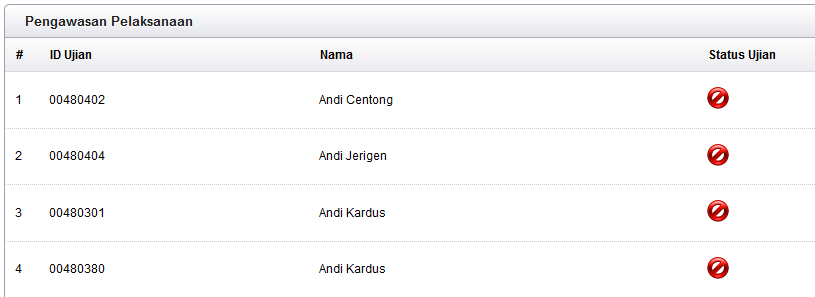 Pengawasan Pelaksanaan
# ID Ujian Nama Status Ujian
1 00480402 Andi Centong
2 00480404 Andi Jerigen
3 00480301 Andi Kardus
4 00480380 Andi Kardus